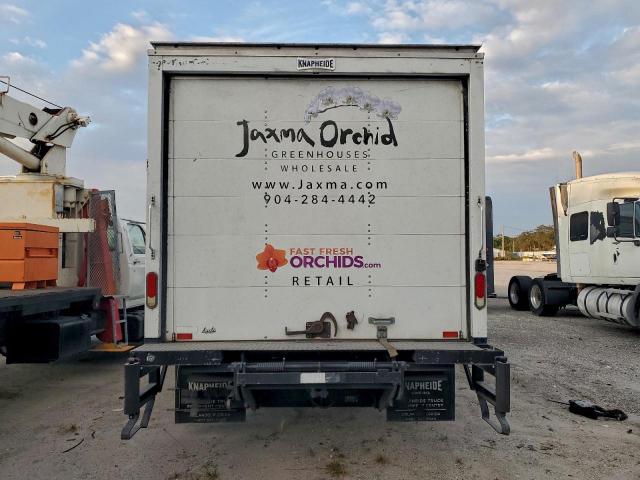 KNAPHEIDE
Jaxma Orchid
GREENHOUSES
WHOLESALE
www.Jaxma.com
904-284-4442
FAST FRESH
ORCHIDS.com
RETAIL
KNAPHEIDE
KNAPHEIDE